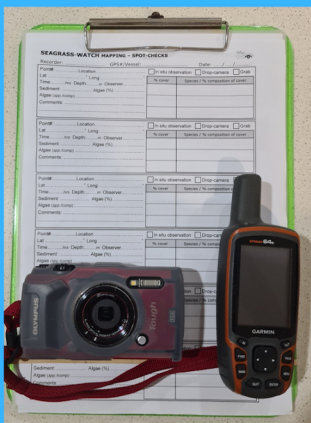 SEAGRASS-WATCH MAPPING - SPOT-CHECKS
Recorder: GPS#/Vessel: Date: / /
Point# Location In situ observation Drop camera Grab
Lat ° Long ° % cover Species / % composition of cover
Time hrs Depth m Observer
Sediment Algae (%)
Algae (spp /comp)
Comments
Point# Location In situ observation Drop camera Grab
Lat ° Long ° % cover Species / % composition of cover
Time hrs Depth m Observer
Sediment Algae (%)
Algae (spp /comp)
Comments
Point# Location In situ observation Drop camera
Lat ° Long ° % cover Species / % composition
Time hrs Depth m Observer
Sediment Algae (%)
Algae (spp /comp)
Comments
Point# Location In situ observation Drop camera
Lat ° Long ° % cover Species / % composition
Time hrs Depth m Observer
Sediment Algae (%)
Algae (spp /comp)
64s
GARMIN
OLYMPUS
Tough
Sediment Algae (%)
Algae (spp /comp)
Comments